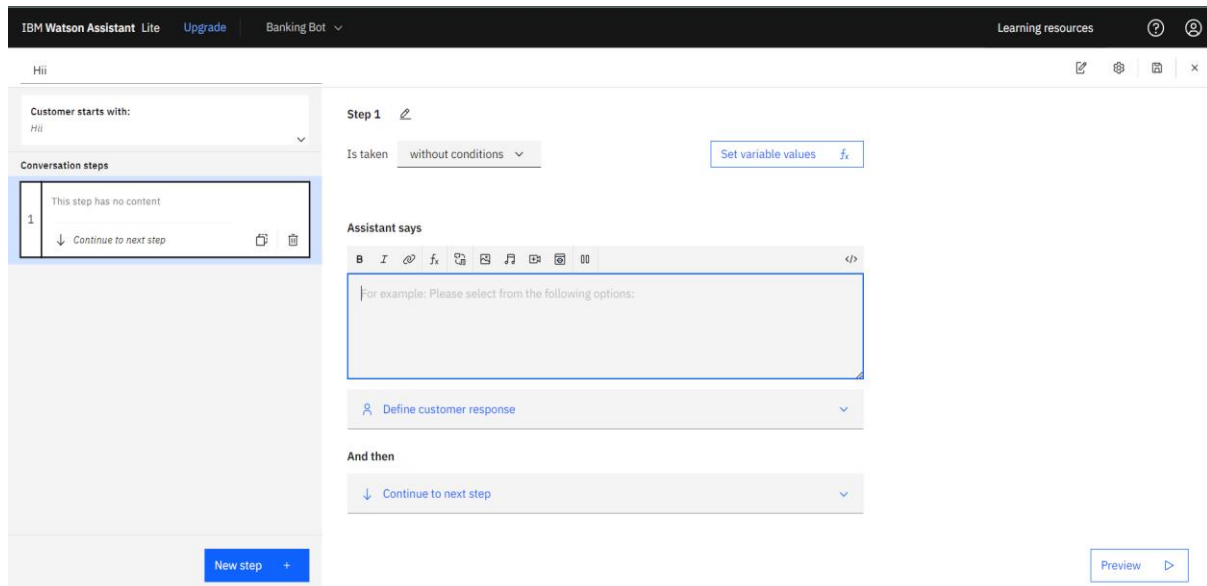 IBM Watson Assistant Lite Upgrade Banking Bot Learning resources
Hii
Customer starts with:
Hii
Conversation steps
1
This step has no content
Continue to next step
New step +
Step 1
Is taken without conditions Set variable values fx
Assistant says
B I fx </>
For example: Please select from the following options:
Define customer response
And then
Continue to next step
Preview